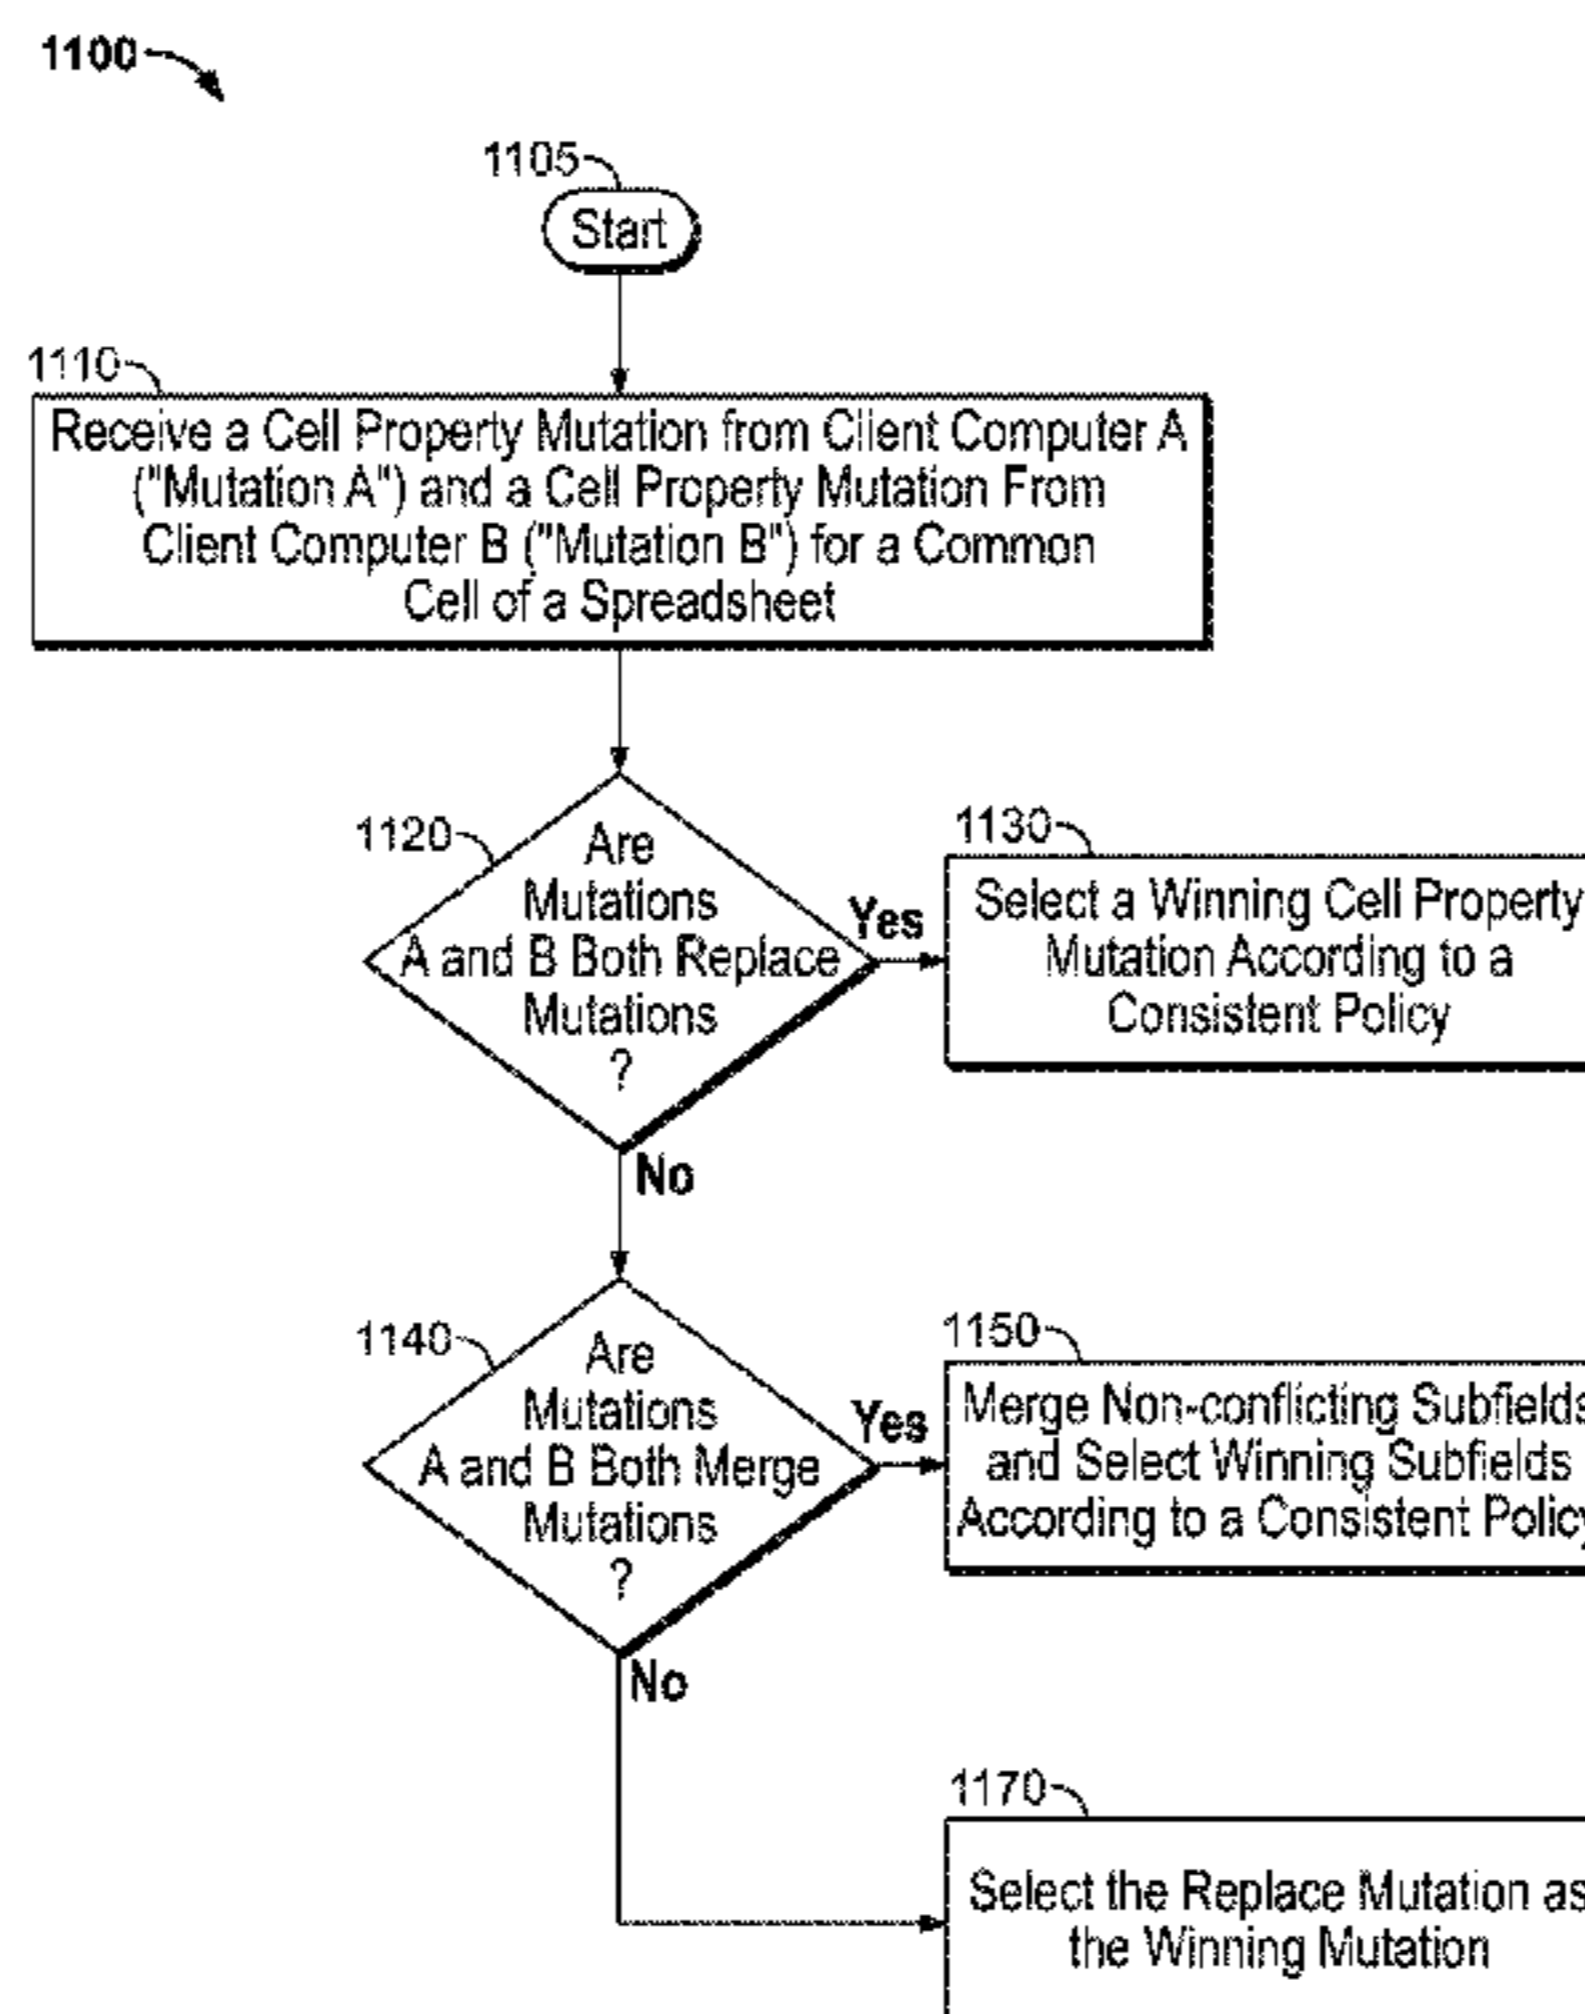 1100
1105
Start
1110
Receive a Cell Property Mutation from Client Computer A
("Mutation A") and a Cell Property Mutation From
Client Computer B ("Mutation B") for a Common
Cell of a Spreadsheet
1120
Are
Mutations
A and B Both Replace
Mutations
?
Yes
No
1130
Select a Winning Cell Property
Mutation According to a
Consistent Policy
1140
Are
Mutations
A and B Both Merge
Mutations
?
Yes
No
1150
Merge Non-conflicting Subfields
and Select Winning Subfields
According to a Consistent Policy
1170
Select the Replace Mutation as
the Winning Mutation